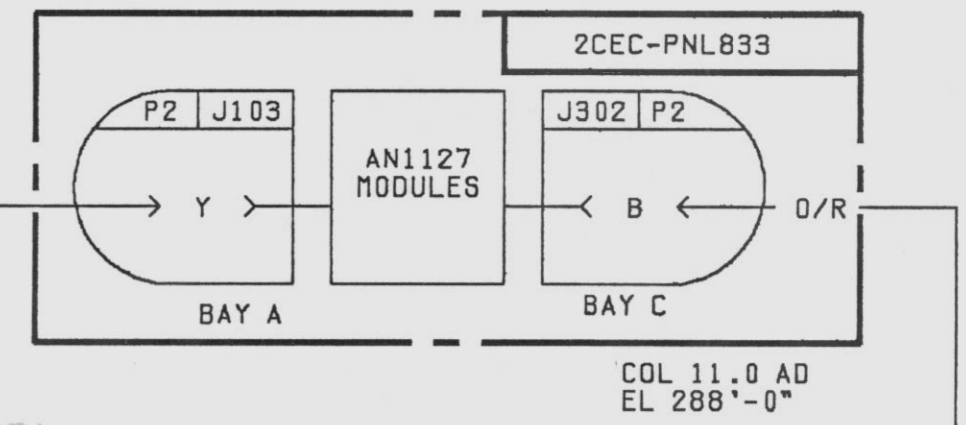 2CEC-PNL833
P2 J103
AN1127
MODULES
J302 P2
Y
B
O/R
BAY A
BAY C
COL 11.0 AD
EL 288'-0"